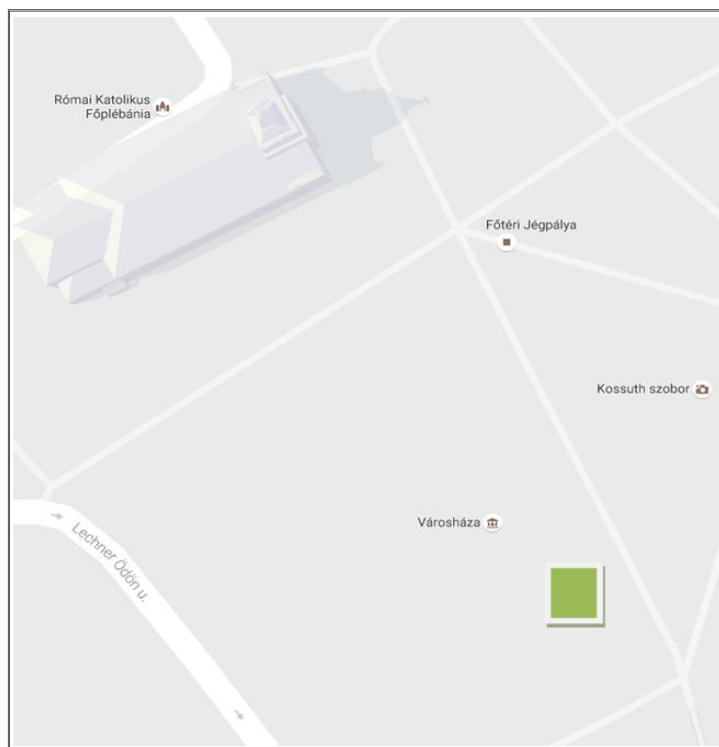 Római Katolikus
Főplébánia
Főtéri Jégpálya
Kossuth szobor
Városháza
Lechner Ödön u.